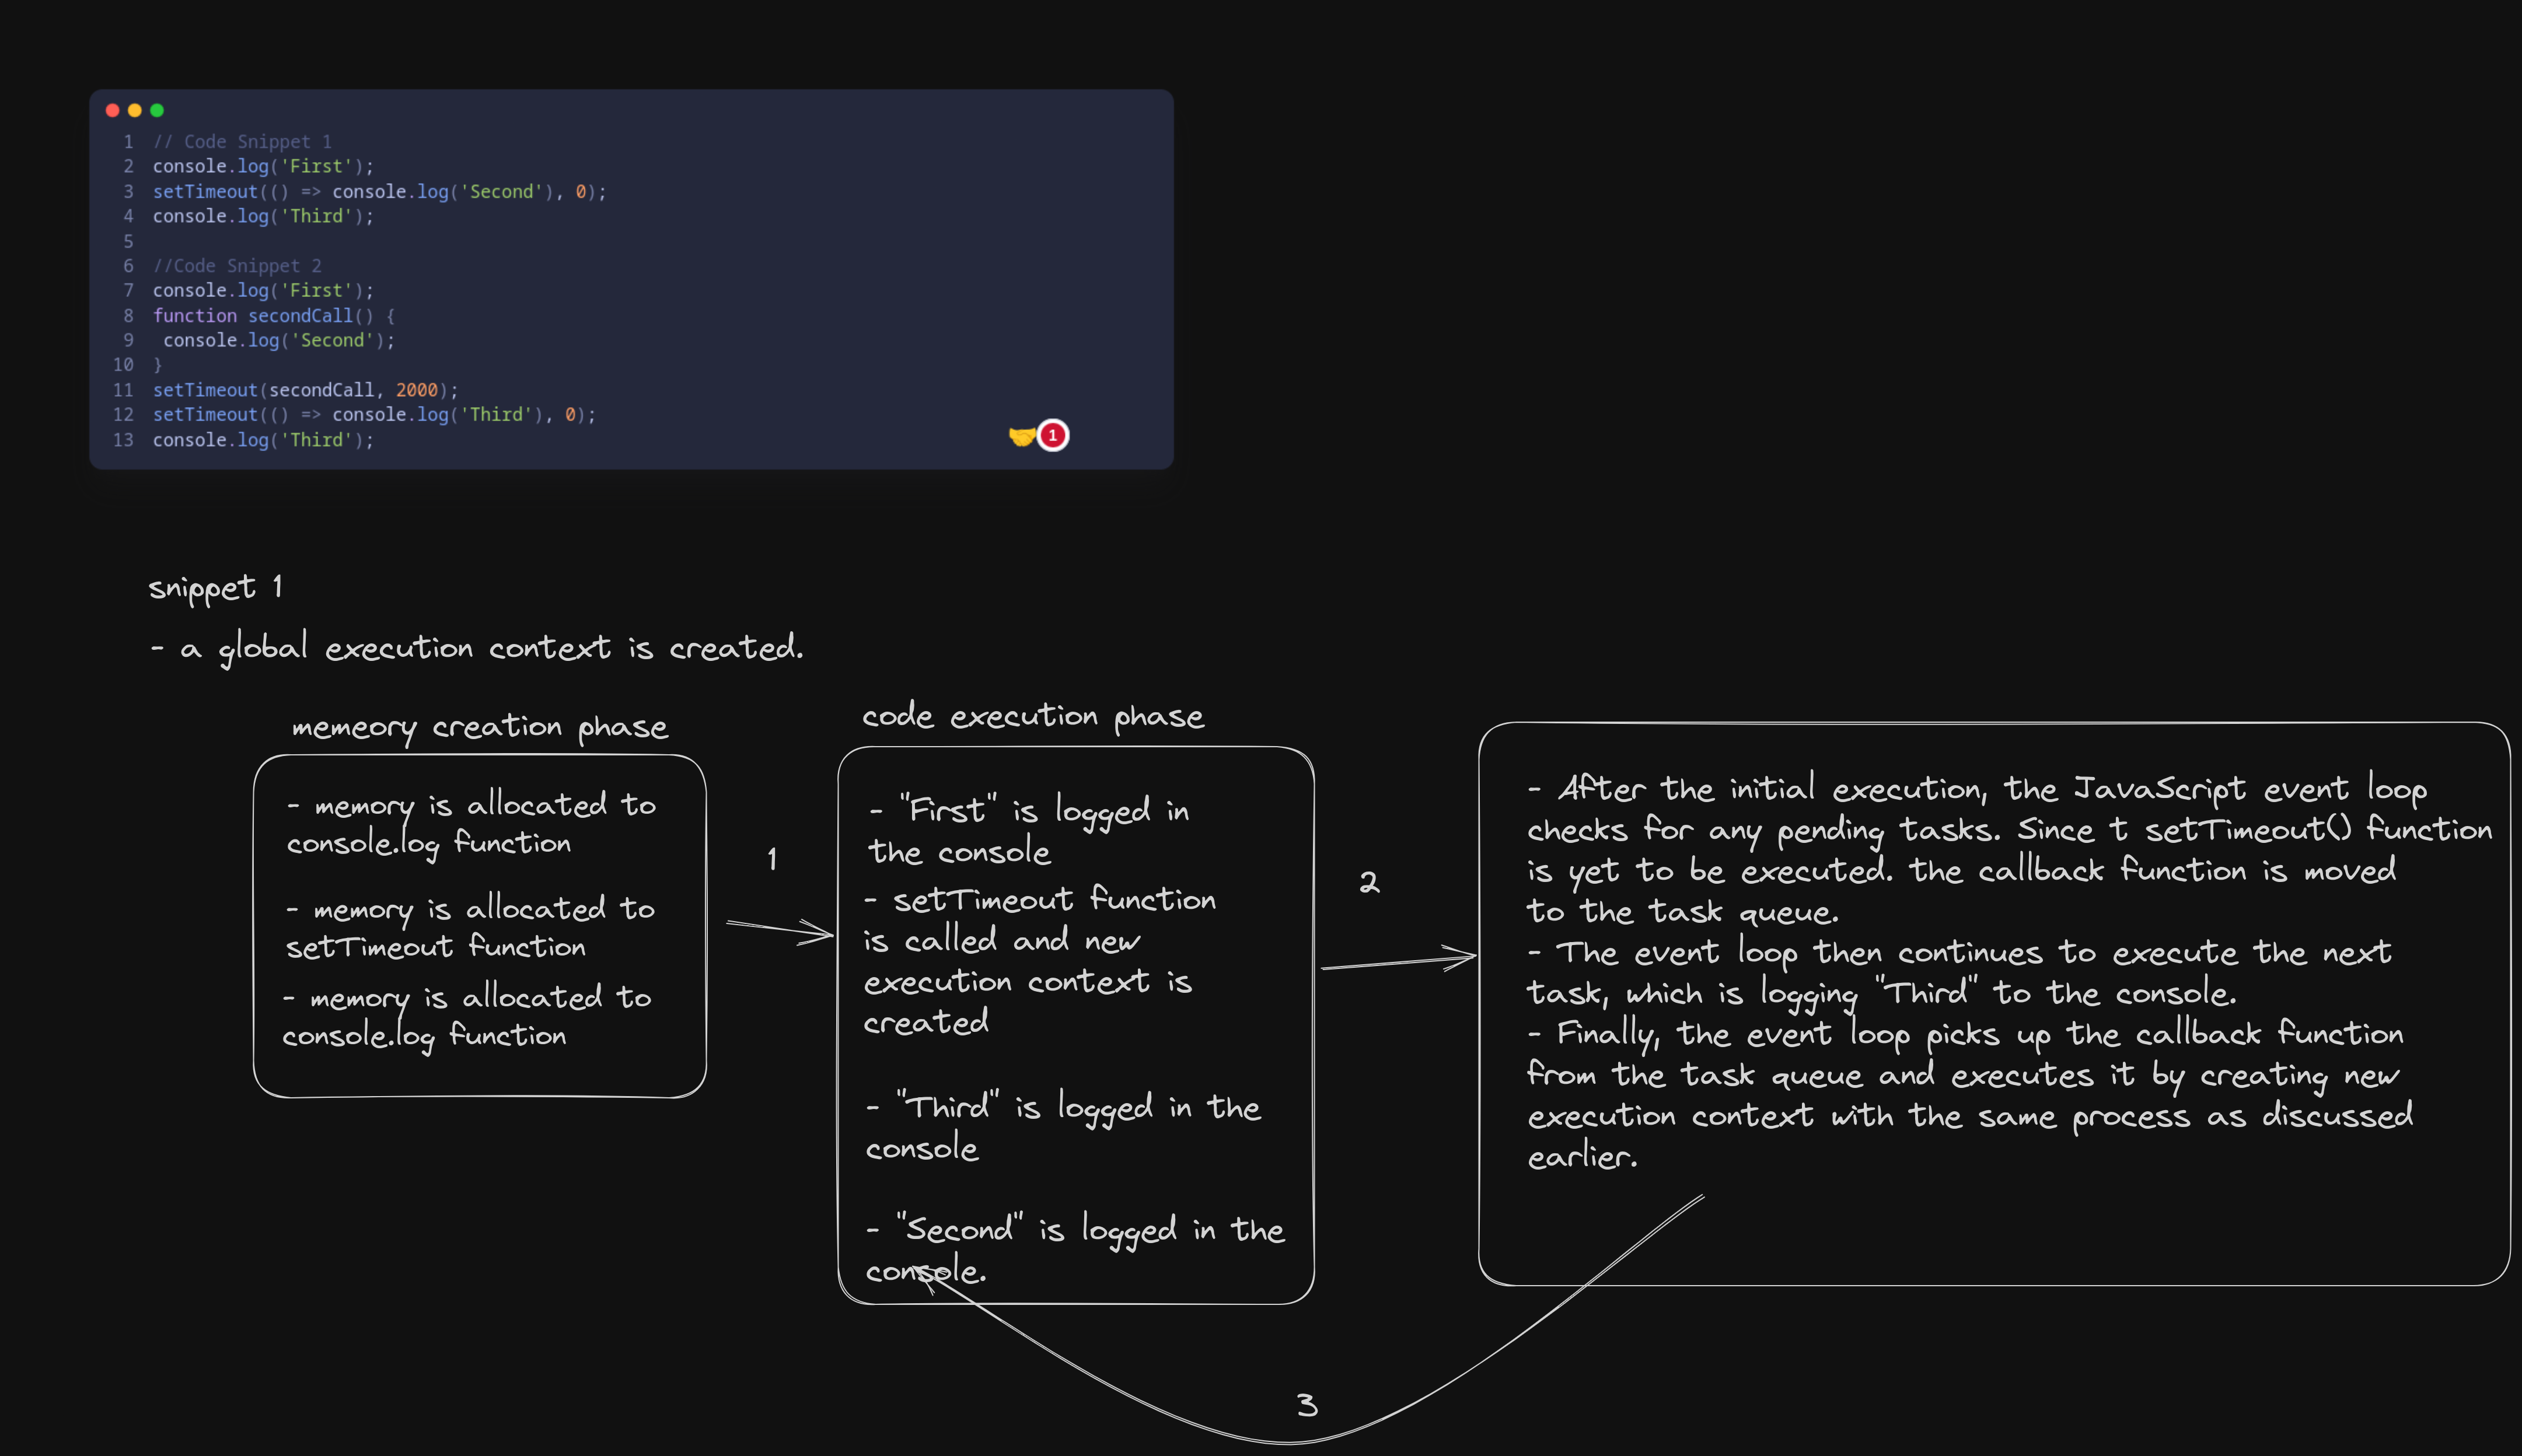 1 // Code Snippet 1
2 console.log('First');
3 setTimeout(() => console.log('Second'), 0);
4 console.log('Third');
5
6 //Code Snippet 2
7 console.log('First');
8 function secondCall() {
9 console.log('Second');
10 }
11 setTimeout(secondCall, 2000);
12 setTimeout(() => console.log('Third'), 0);
13 console.log('Third');
1
snippet 1
- a global execution context is created.
memeory creation phase
- memory is allocated to
console.log function
- memory is allocated to
setTimeout function
- memory is allocated to
console.log function
1
code execution phase
- "First" is logged in
the console
- setTimeout function
is called and new
execution context is
created
- "Third" is logged in the
console
- "Second" is logged in the
console.
2
- After the initial execution, the JavaScript event loop
checks for any pending tasks. Since t setTimeout() function
is yet to be executed. the callback function is moved
to the task queue.
- The event loop then continues to execute the next
task, which is logging "Third" to the console.
- Finally, the event loop picks up the callback function
from the task queue and executes it by creating new
execution context with the same process as discussed
earlier.
3